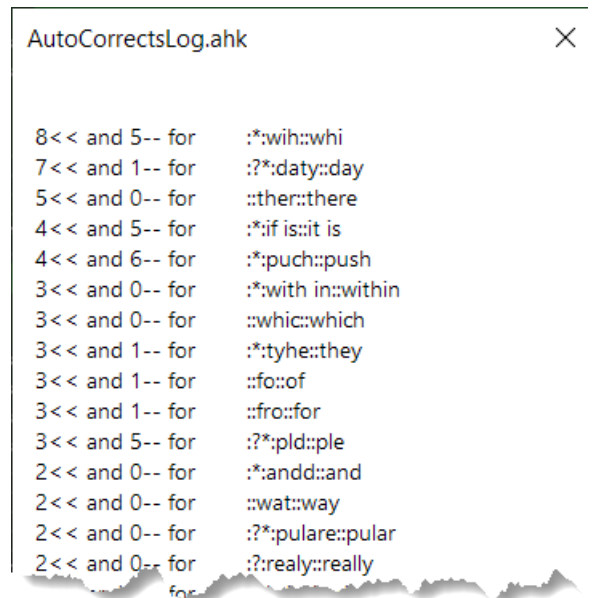 AutoCorrectsLog.ahk
8<< and 5-- for :*:wih::whi
7<< and 1-- for :?*:daty::day
5<< and 0-- for ::ther::there
4<< and 5-- for :*:if is::it is
4<< and 6-- for :*:puch::push
3<< and 0-- for :*:with in::within
3<< and 0-- for ::whic::which
3<< and 1-- for :*:tyhe::they
3<< and 1-- for ::fo::of
3<< and 1-- for ::fro::for
3<< and 5-- for :?*:pld::ple
2<< and 0-- for :*:andd::and
2<< and 0-- for ::wat::way
2<< and 0-- for :?*:pulare::pular
2<< and 0-- for :?:realy::really
for